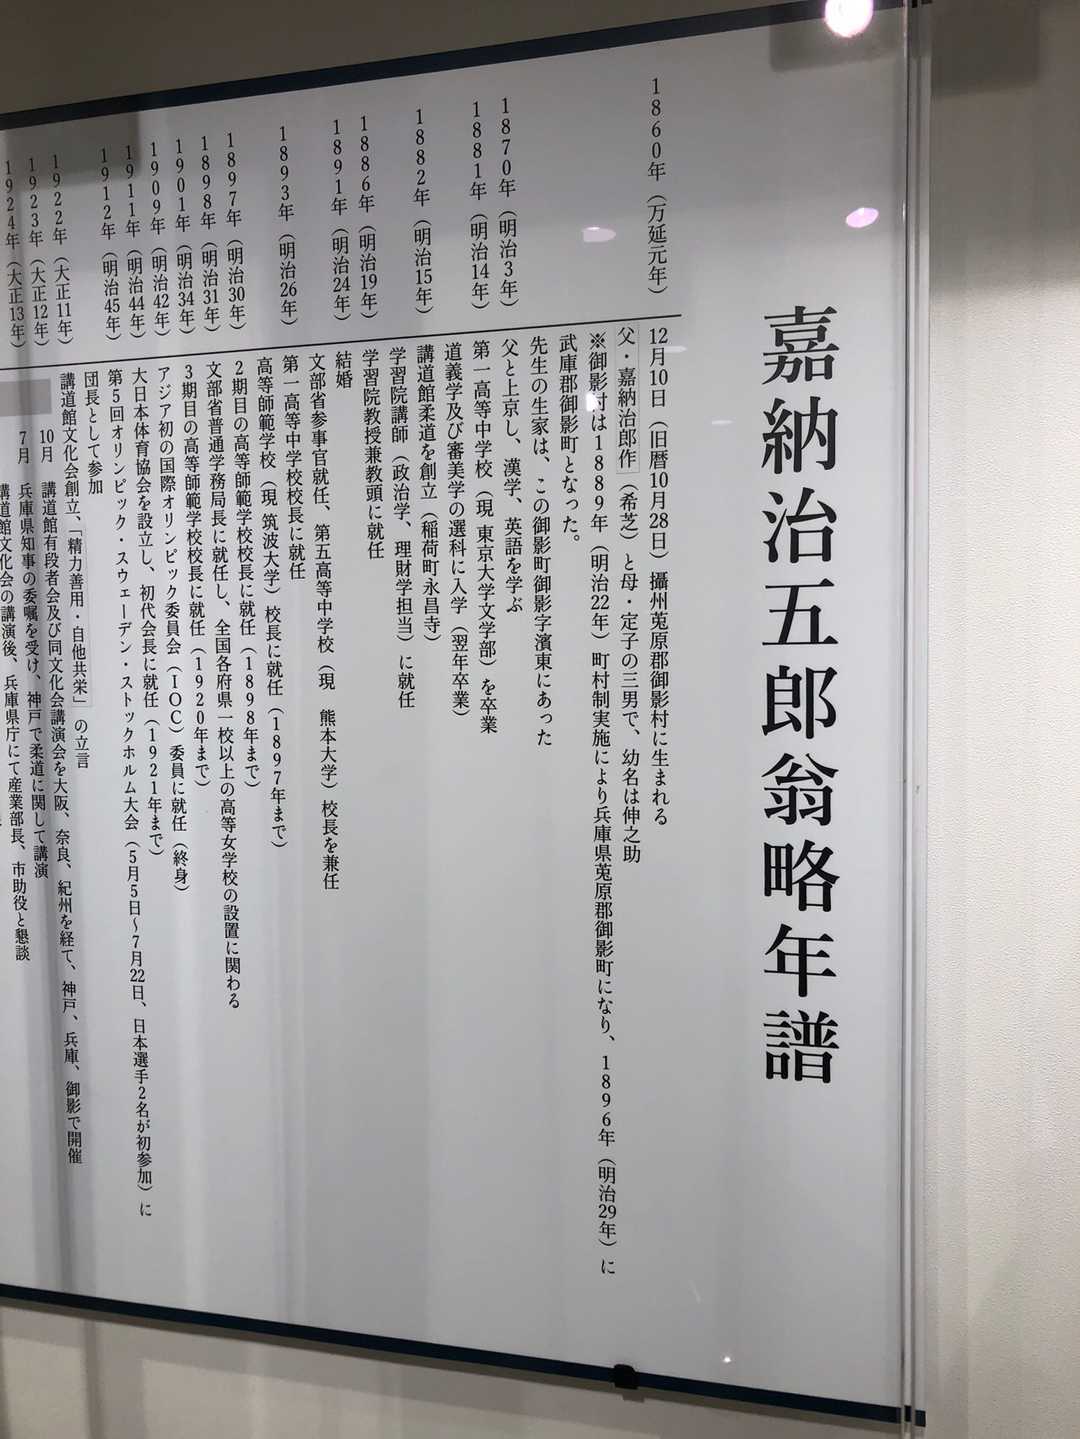 嘉納治五郎翁略年譜
1860年（万延元年）
12月10日（旧暦10月28日）攝州菟原郡御影村に生まれる
父・嘉納治郎作（希芝）と母・定子の三男で、幼名は伸之助
※御影村は1889年（明治22年）町村制実施により兵庫県菟原郡御影町になり、1896年（明治29年）に
武庫郡御影町となった。
先生の生家は、この御影町御影字濱東にあった
1870年（明治3年）
父と上京し、漢学、英語を学ぶ
1881年（明治14年）
第一高等中学校（現 東京大学文学部）を卒業
道義学及び審美学の選科に入学（翌年卒業）
1882年（明治15年）
講道館柔道を創立（稲荷町永昌寺）
学習院講師（政治学、理財学担当）に就任
1886年（明治19年）
学習院教授兼教頭に就任
1891年（明治24年）
結婚
文部省参事官就任、第五高等中学校（現 熊本大学）校長を兼任
1893年（明治26年）
第一高等中学校校長に就任
高等師範学校（現 筑波大学）校長に就任（1897年まで）
1897年（明治30年）
2期目の高等師範学校校長に就任（1898年まで）
1898年（明治31年）
文部省普通学務局長に就任し、全国各府県一校以上の高等女学校の設置に関わる
1901年（明治34年）
3期目の高等師範学校校長に就任（1920年まで）
1909年（明治42年）
アジア初の国際オリンピック委員会（IOC）委員に就任（終身）
1911年（明治44年）
大日本体育協会を設立し、初代会長に就任（1921年まで）
1912年（明治45年）
第5回オリンピック・スウェーデン・ストックホルム大会（5月5日～7月22日、日本選手2名が初参加）に
団長として参加
1922年（大正11年）
講道館文化会創立、「精力善用・自他共栄」の立言
1923年（大正12年）
10月 講道館有段者会及び同文化会講演会を大阪、奈良、紀州を経て、神戸、兵庫、御影で開催
1924年（大正13年）
7月 兵庫県知事の委嘱を受け、神戸で柔道に関して講演
講道館文化会の講演後、兵庫県庁にて産業部長、市助役と懇談